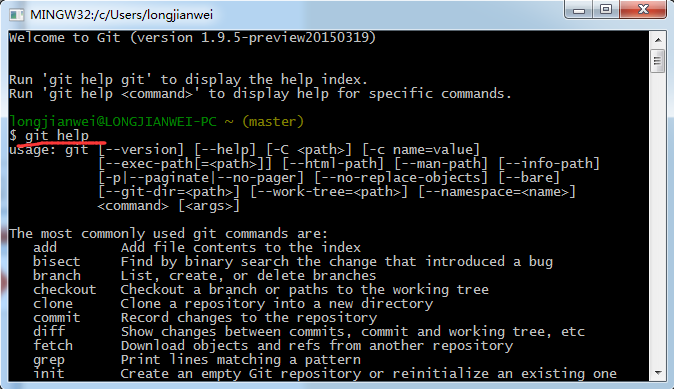 MINGW32:/c/Users/longjianwei
Welcome to Git (version 1.9.5-preview20150319)
Run 'git help git' to display the help index.
Run 'git help <command>' to display help for specific commands.
longjianwei@LONGJIANWEI-PC ~ (master)
$ git help
usage: git [--version] [--help] [-C <path>] [-c name=value]
[--exec-path[=<path>]] [--html-path] [--man-path] [--info-path]
[-p|--paginate|--no-pager] [--no-replace-objects] [--bare]
[--git-dir=<path>] [--work-tree=<path>] [--namespace=<name>]
<command> [<args>]
The most commonly used git commands are:
add Add file contents to the index
bisect Find by binary search the change that introduced a bug
branch List, create, or delete branches
checkout Checkout a branch or paths to the working tree
clone Clone a repository into a new directory
commit Record changes to the repository
diff Show changes between commits, commit and working tree, etc
fetch Download objects and refs from another repository
grep Print lines matching a pattern
init Create an empty Git repository or reinitialize an existing one